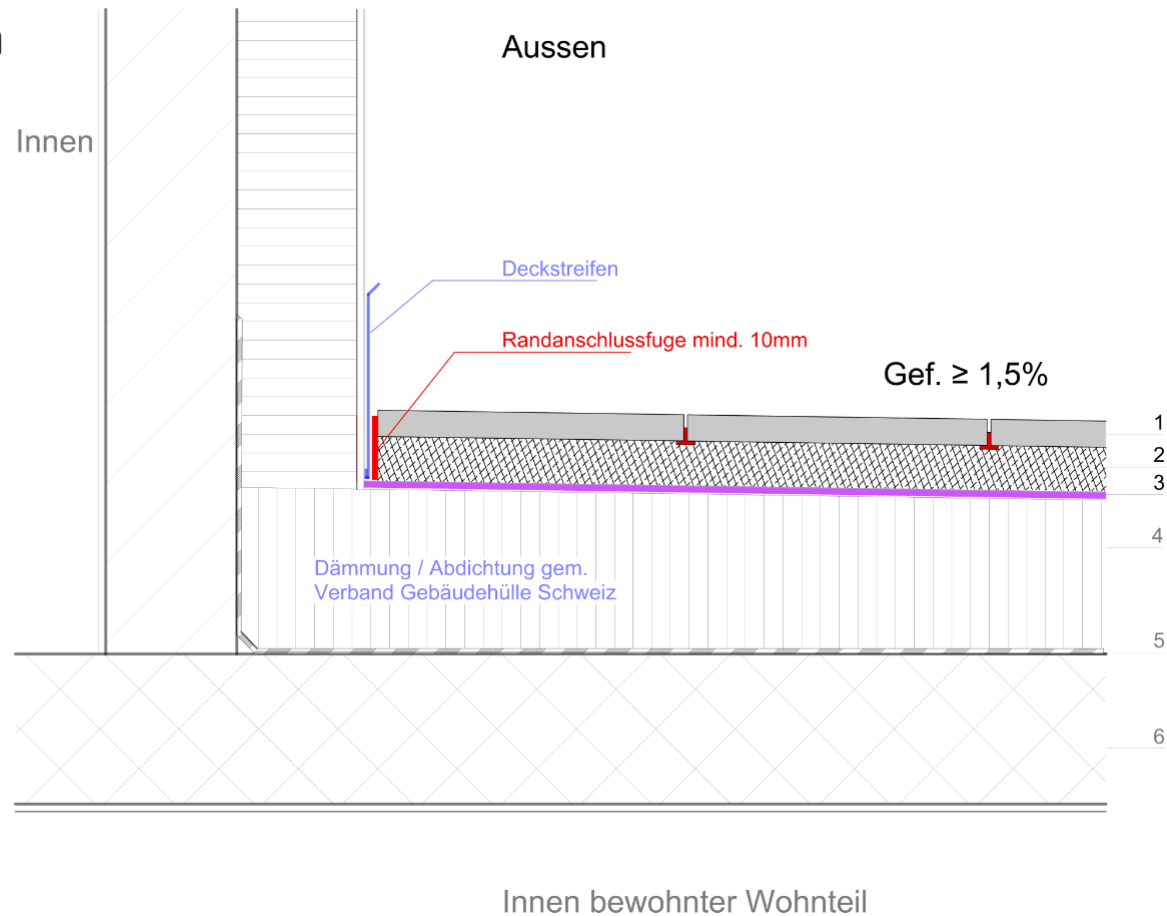 Aussen
Innen
Deckstreifen
Randanschlussfuge mind. 10mm
Gef. ≥ 1,5%
1
2
3
4
Dämmung / Abdichtung gem.
Verband Gebäudehülle Schweiz
5
6
Innen bewohnter Wohnteil